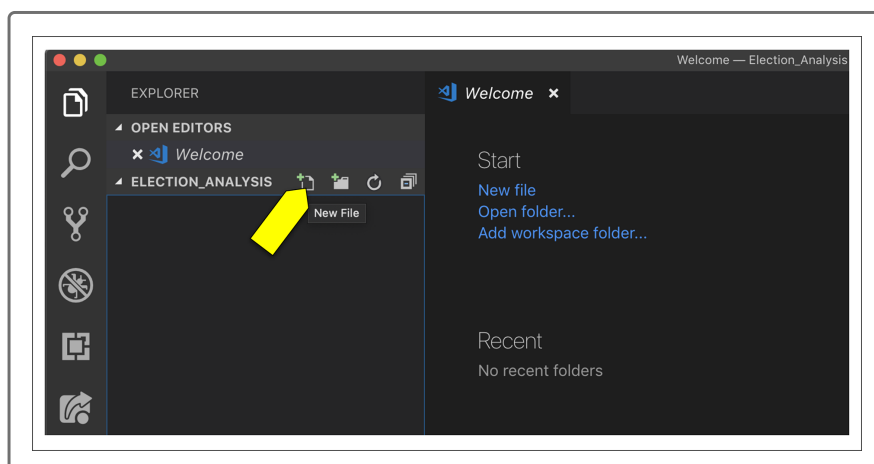 Welcome — Election_Analysis
EXPLORER
OPEN EDITORS
Welcome
ELECTION_ANALYSIS
New File
Welcome
Start
New file
Open folder...
Add workspace folder...
Recent
No recent folders